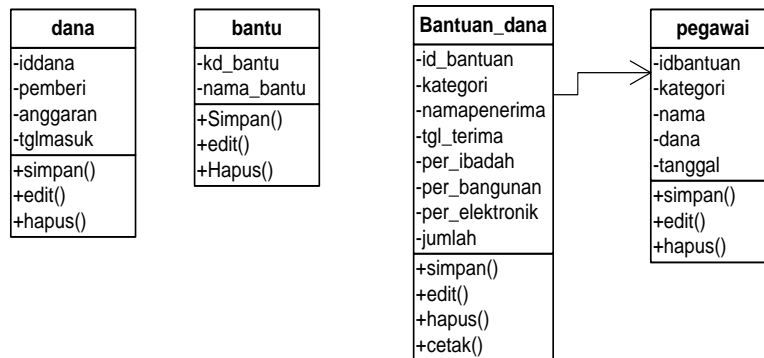 dana
-iddana
-pemberi
-anggaran
-tglmasuk
+simpan()
+edit()
+hapus()
bantu
-kd_bantu
-nama_bantu
+Simpan()
+edit()
+Hapus()
Bantuan_dana
-id_bantuan
-kategori
-namapenerima
-tgl_terima
-per_ibadah
-per_bangunan
-per_elektronik
-jumlah
+simpan()
+edit()
+hapus()
+cetak()
pegawai
-idbantuan
-kategori
-nama
-dana
-tanggal
+simpan()
+edit()
+hapus()